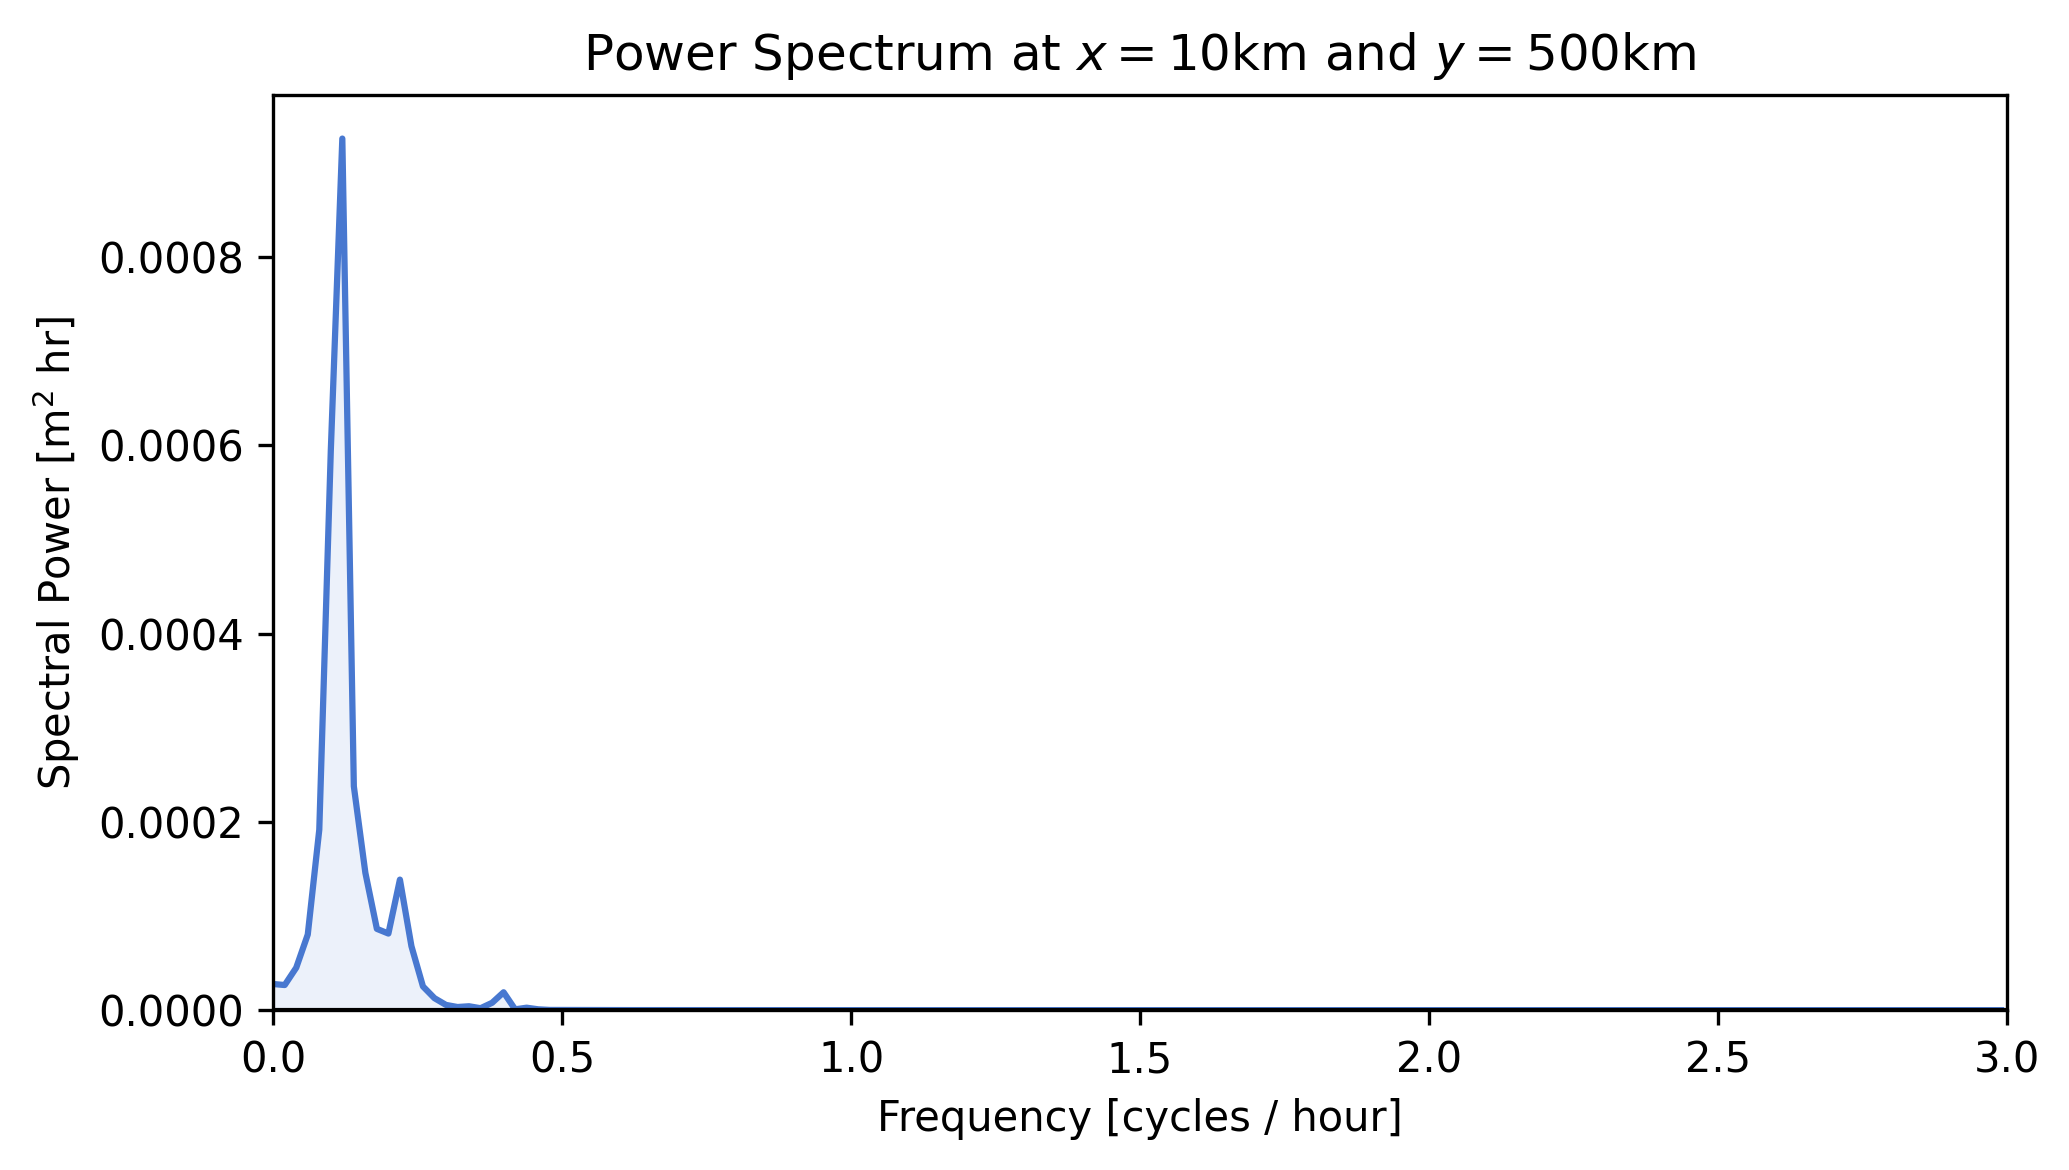 Power Spectrum at x = 10km and y = 500km
Spectral Power [m² hr]
0.0008
0.0006
0.0004
0.0002
0.0000
0.0 0.5 1.0 1.5 2.0 2.5 3.0
Frequency [cycles / hour]